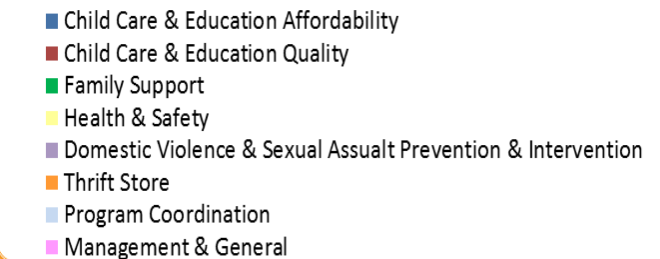 Child Care & Education Affordability
Child Care & Education Quality
Family Support
Health & Safety
Domestic Violence & Sexual Assualt Prevention & Intervention
Thrift Store
Program Coordination
Management & General